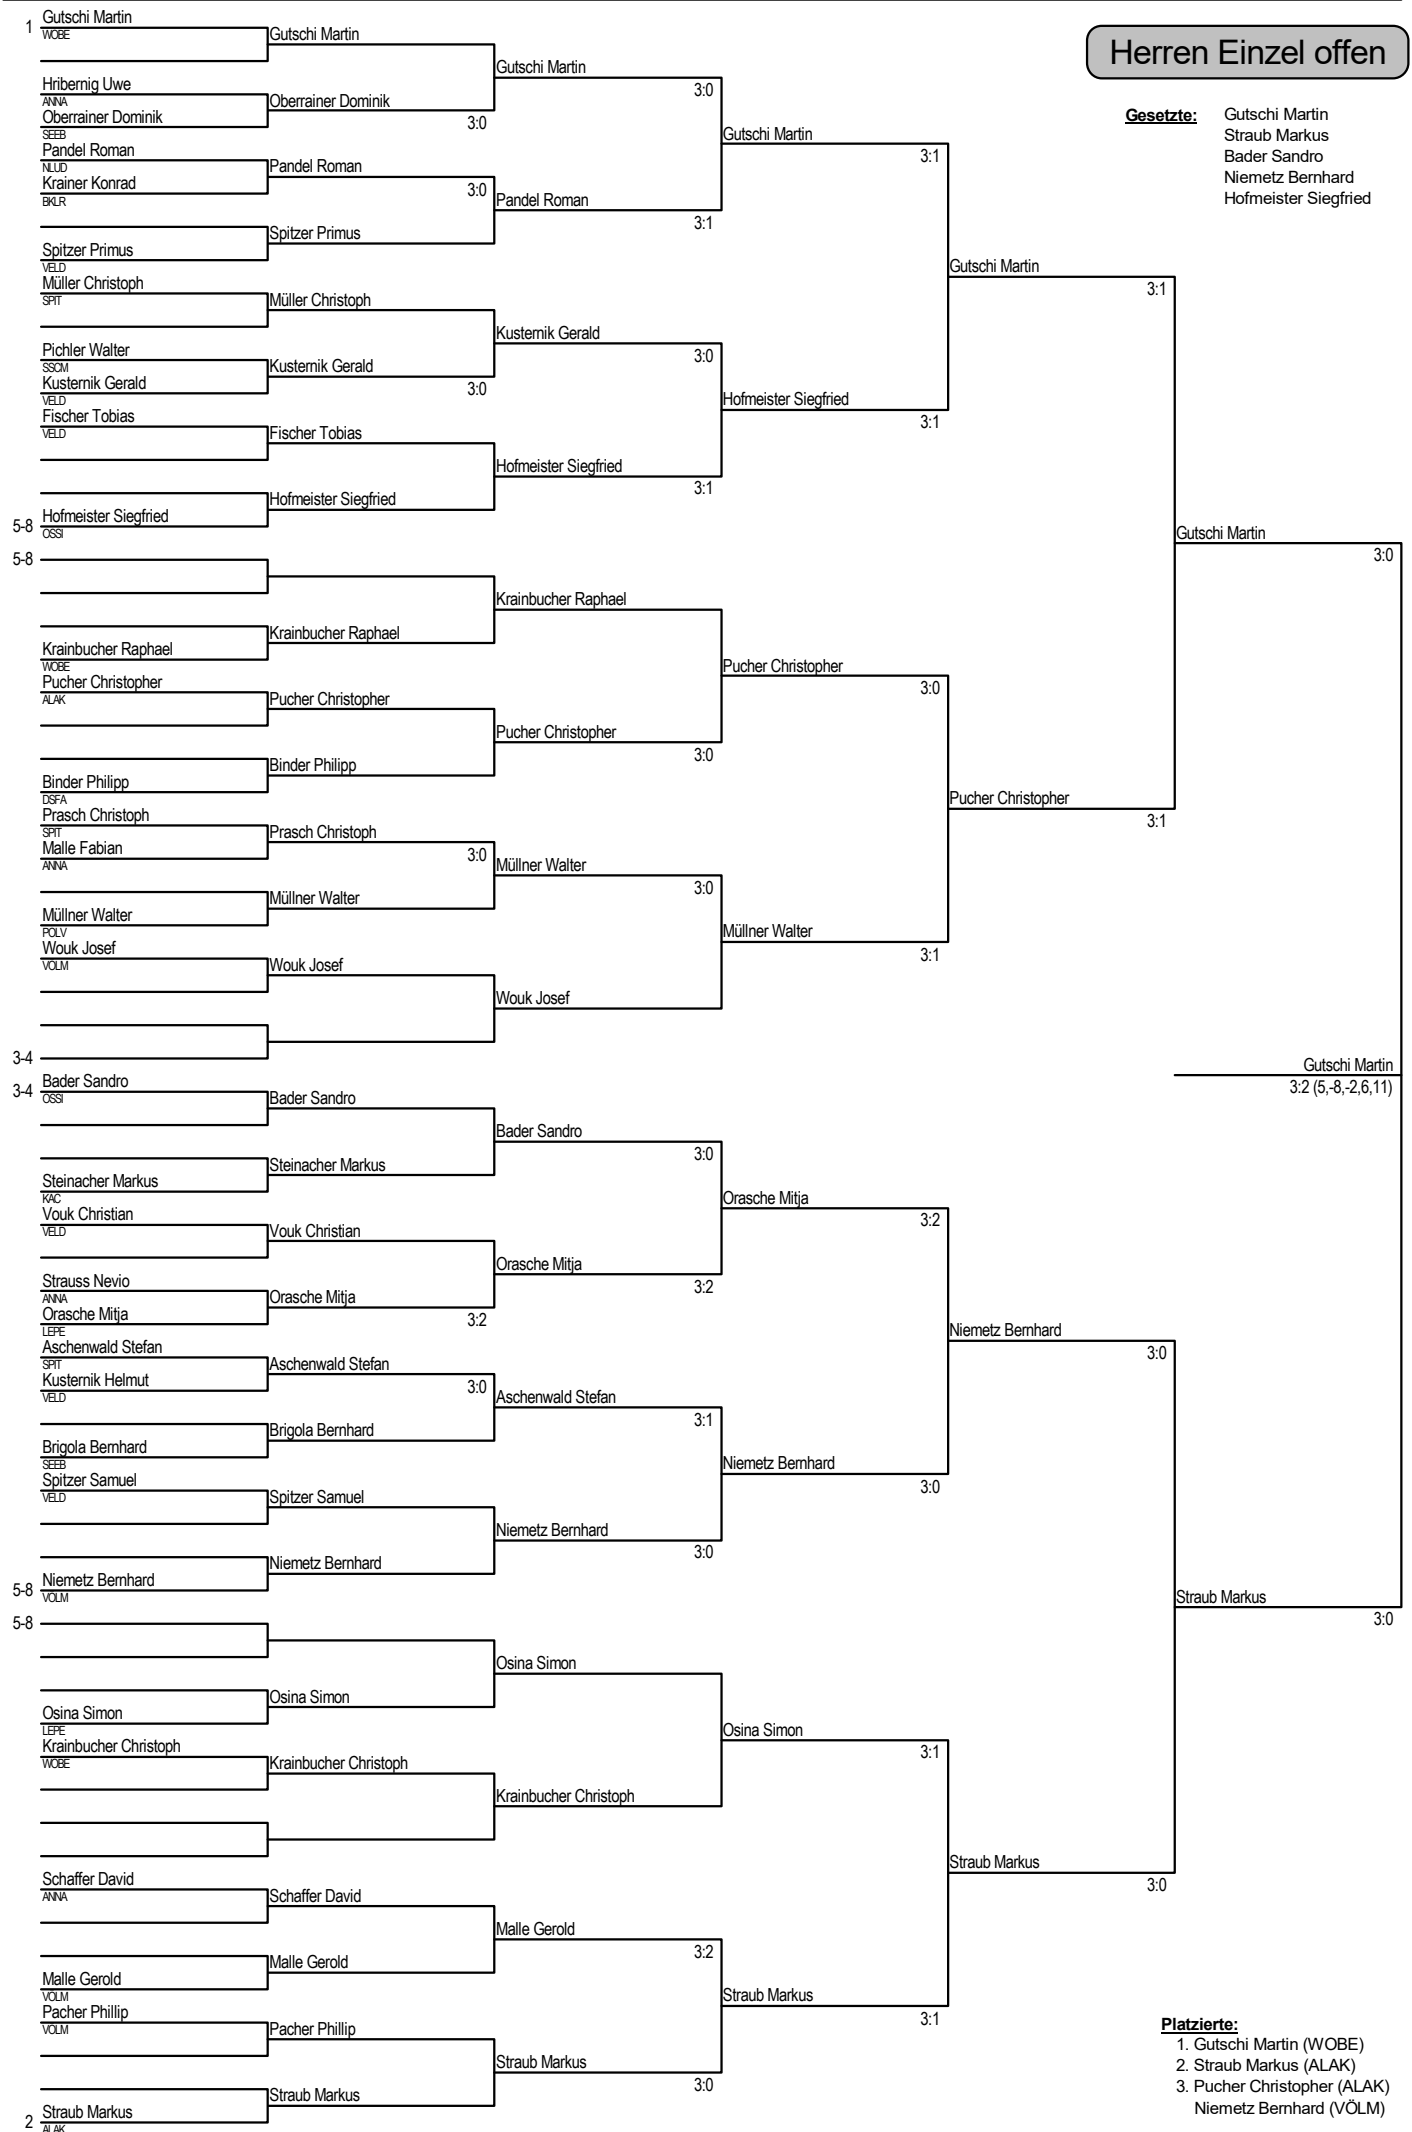 Herren Einzel offen
Gesetzte: Gutschi Martin
Straub Markus
Bader Sandro
Niemetz Bernhard
Hofmeister Siegfried
1 Gutschi Martin
WOBE
Hribernig Uwe
ANNA
Oberrainer Dominik
SEEB
Pandel Roman
NLUD
Krainer Konrad
BKLR
Spitzer Primus
VELD
Müller Christoph
SPIT
Pichler Walter
SSCM
Kusternik Gerald
VELD
Fischer Tobias
VELD
5-8 Hofmeister Siegfried
OSSI
5-8
Krainbucher Raphael
WOBE
Pucher Christopher
ALAK
Binder Philipp
DSFA
Prasch Christoph
SPIT
Malle Fabian
ANNA
Müllner Walter
POLV
Wouk Josef
VÖLM
3-4
3-4 Bader Sandro
OSSI
Steinacher Markus
KAC
Vouk Christian
VELD
Strauss Nevio
ANNA
Orasche Mitja
LEPE
Aschenwald Stefan
SPIT
Kusternik Helmut
VELD
Brigola Bernhard
SEEB
Spitzer Samuel
VELD
5-8 Niemetz Bernhard
VÖLM
5-8
Osina Simon
LEPE
Krainbucher Christoph
WOBE
Schaffer David
ANNA
Malle Gerold
VÖLM
Pacher Phillip
VÖLM
2 Straub Markus
ALAK
Gutschi Martin
Oberrainer Dominik
3:0
Pandel Roman
3:0
Spitzer Primus
Müller Christoph
Kusternik Gerald
3:0
Fischer Tobias
Hofmeister Siegfried
Krainbucher Raphael
Pucher Christopher
Binder Philipp
Prasch Christoph
3:0
Müllner Walter
Wouk Josef
Bader Sandro
Steinacher Markus
Vouk Christian
Orasche Mitja
3:2
Aschenwald Stefan
3:0
Brigola Bernhard
Spitzer Samuel
Niemetz Bernhard
Osina Simon
Krainbucher Christoph
Schaffer David
Malle Gerold
Pacher Phillip
Straub Markus
Gutschi Martin
3:0
Pandel Roman
3:1
Kusternik Gerald
3:0
Hofmeister Siegfried
3:1
Krainbucher Raphael
Pucher Christopher
3:0
Müllner Walter
3:0
Wouk Josef
Bader Sandro
3:0
Orasche Mitja
3:2
Aschenwald Stefan
3:1
Niemetz Bernhard
3:0
Osina Simon
Krainbucher Christoph
Malle Gerold
3:2
Straub Markus
3:0
Gutschi Martin
3:1
Hofmeister Siegfried
3:1
Pucher Christopher
3:0
Müllner Walter
3:1
Orasche Mitja
3:2
Niemetz Bernhard
3:0
Osina Simon
3:1
Straub Markus
3:1
Gutschi Martin
3:1
Pucher Christopher
3:1
Niemetz Bernhard
3:0
Straub Markus
3:0
Gutschi Martin
3:0
Straub Markus
3:0
Gutschi Martin
3:2 (5,-8,-2,6,11)
Platzierte:
1. Gutschi Martin (WOBE)
2. Straub Markus (ALAK)
3. Pucher Christopher (ALAK)
Niemetz Bernhard (VÖLM)